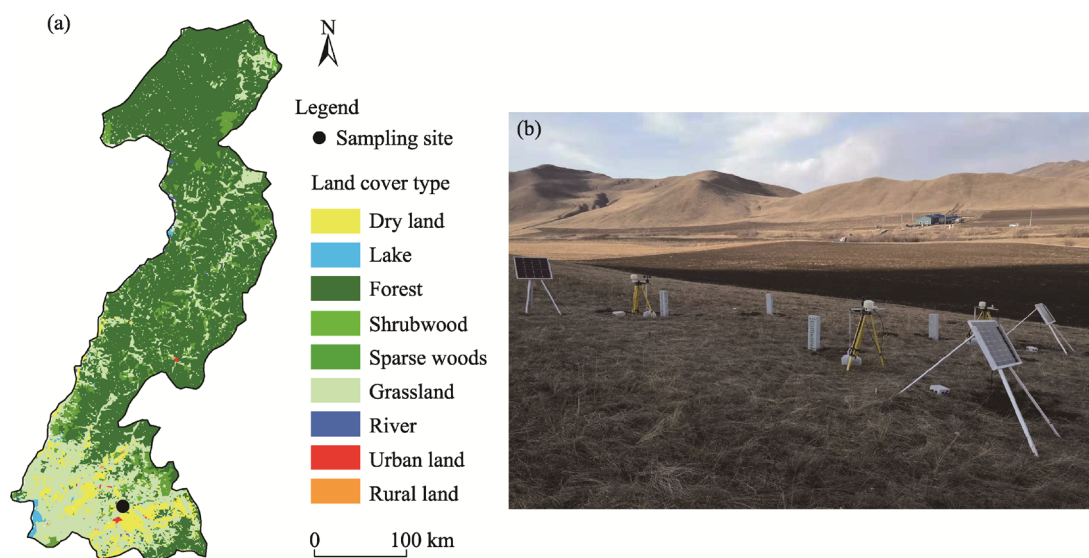 (a)
N
Legend
Sampling site
Land cover type
Dry land
Lake
Forest
Shrubwood
Sparse woods
Grassland
River
Urban land
Rural land
0 100 km
(b)